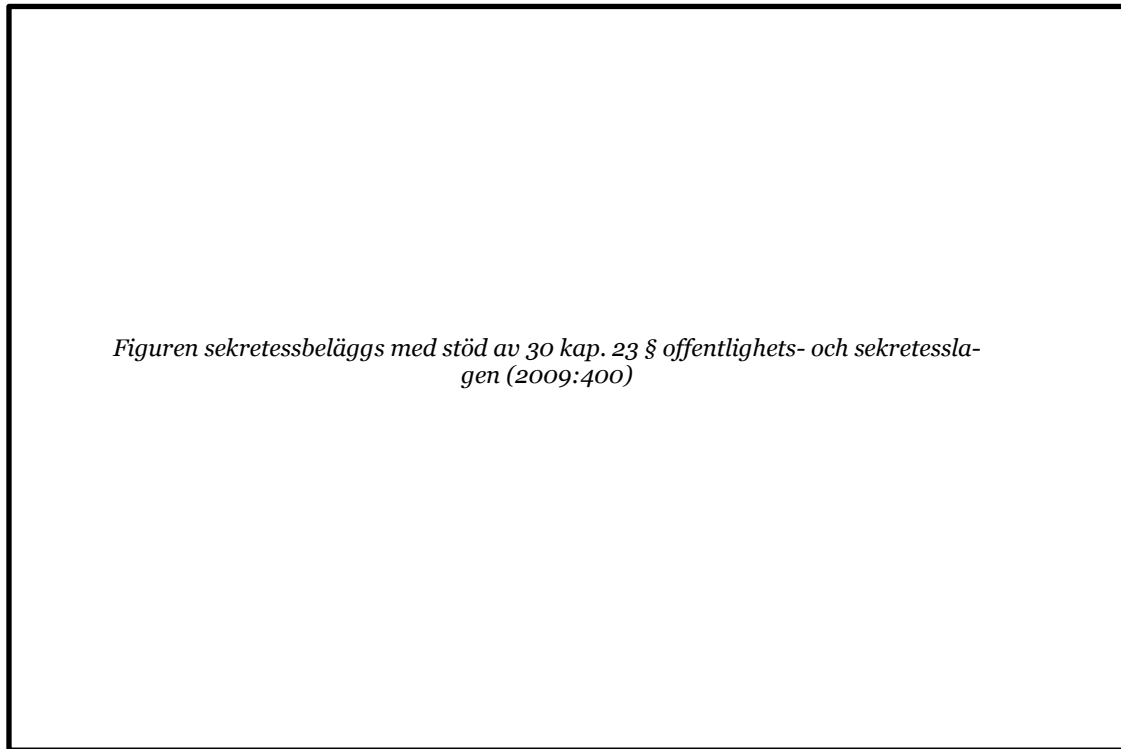 Figuren sekretessbeläggs med stöd av 30 kap. 23 § offentlighets- och sekretessla-
gen (2009:400)